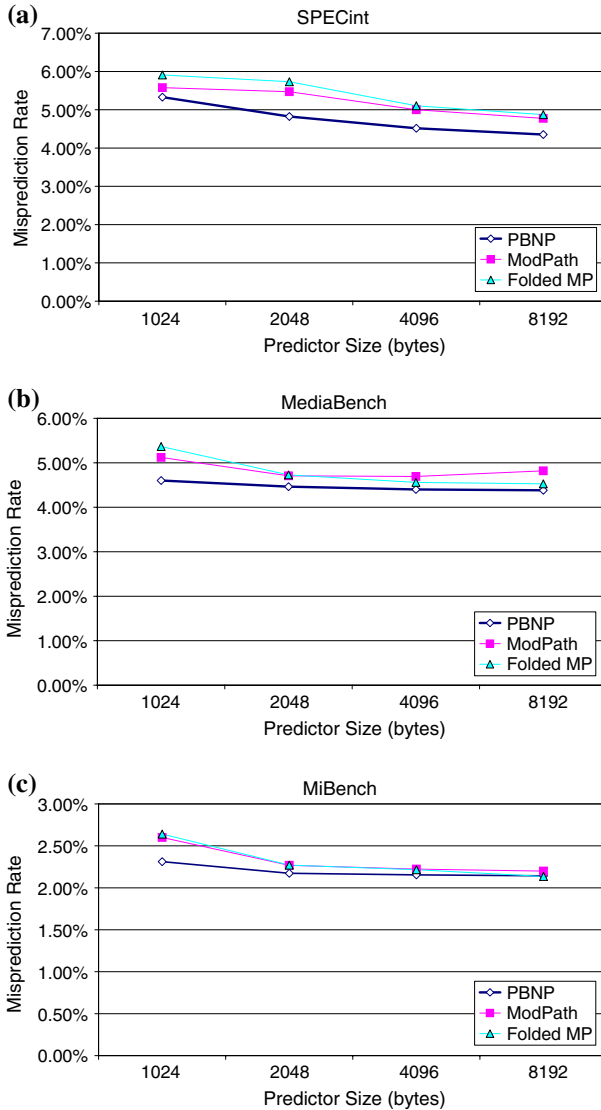 (a)
SPECint
7.00%
6.00%
5.00%
4.00%
3.00%
2.00%
1.00%
0.00%
Misprediction Rate
PBNP
ModPath
Folded MP
1024 2048 4096 8192
Predictor Size (bytes)
(b)
MediaBench
6.00%
5.00%
4.00%
3.00%
2.00%
1.00%
0.00%
Misprediction Rate
PBNP
ModPath
Folded MP
1024 2048 4096 8192
Predictor Size (bytes)
(c)
MiBench
3.00%
2.50%
2.00%
1.50%
1.00%
0.50%
0.00%
Misprediction Rate
PBNP
ModPath
Folded MP
1024 2048 4096 8192
Predictor Size (bytes)